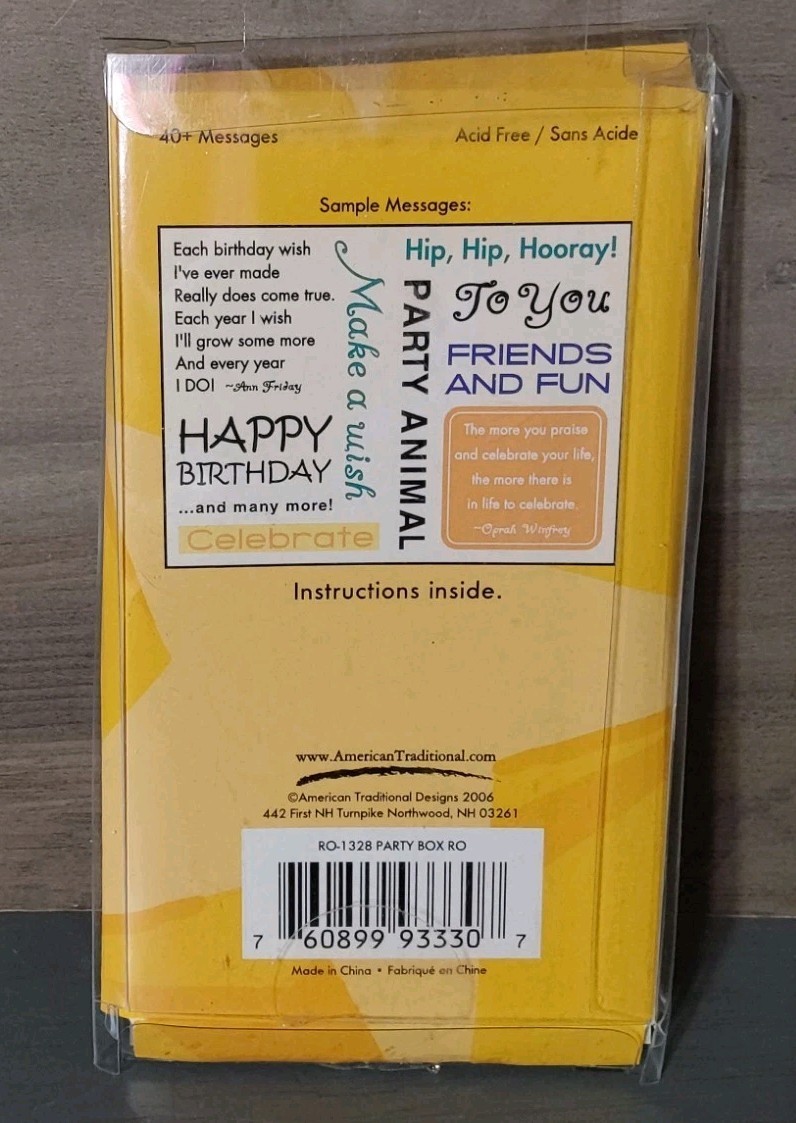 40+ Messages
Acid Free / Sans Acide
Sample Messages:
Each birthday wish
I've ever made
Really does come true.
Each year I wish
I'll grow some more
And every year
I DO! ~Ann Friday
HAPPY
BIRTHDAY
...and many more!
Celebrate
Make a wish
PARTY ANIMAL
Hip, Hip, Hooray!
To You
FRIENDS
AND FUN
The more you praise
and celebrate your life,
the more there is
in life to celebrate.
~Oprah Winfrey
Instructions inside.
www.AmericanTraditional.com
©American Traditional Designs 2006
442 First NH Turnpike Northwood, NH 03261
RO-1328 PARTY BOX RO
7 60899 93330 7
Made in China • Fabriqué en Chine